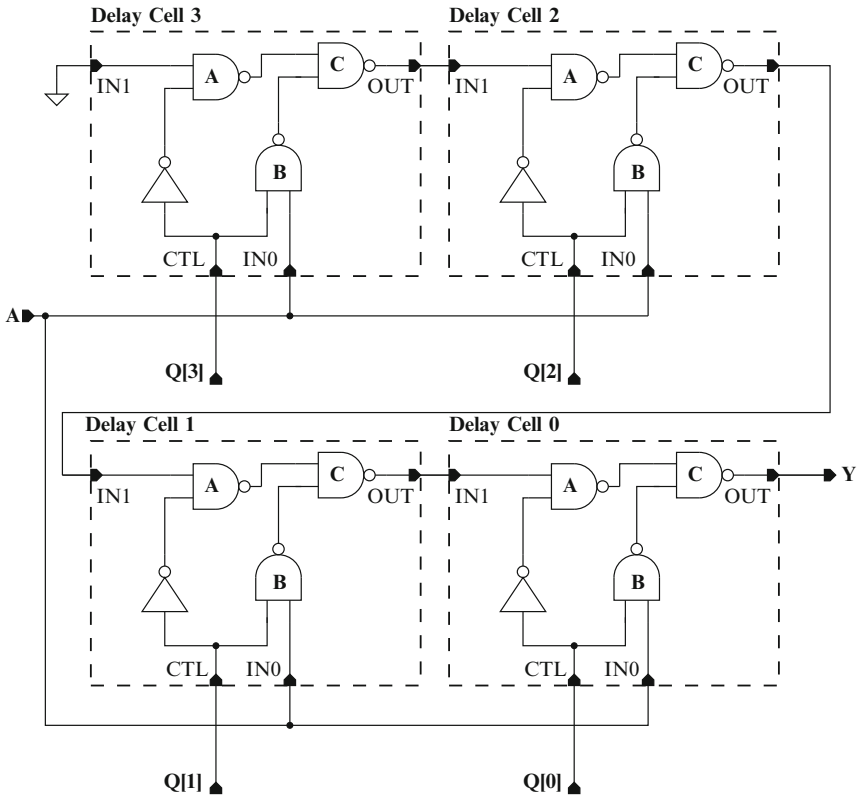 Delay Cell 3
Delay Cell 2
A
C
IN1
OUT
B
CTL
IN0
A
C
IN1
OUT
B
CTL
IN0
A
Q[3]
Q[2]
Delay Cell 1
Delay Cell 0
A
C
IN1
OUT
B
CTL
IN0
A
C
IN1
OUT
B
CTL
IN0
Y
Q[1]
Q[0]